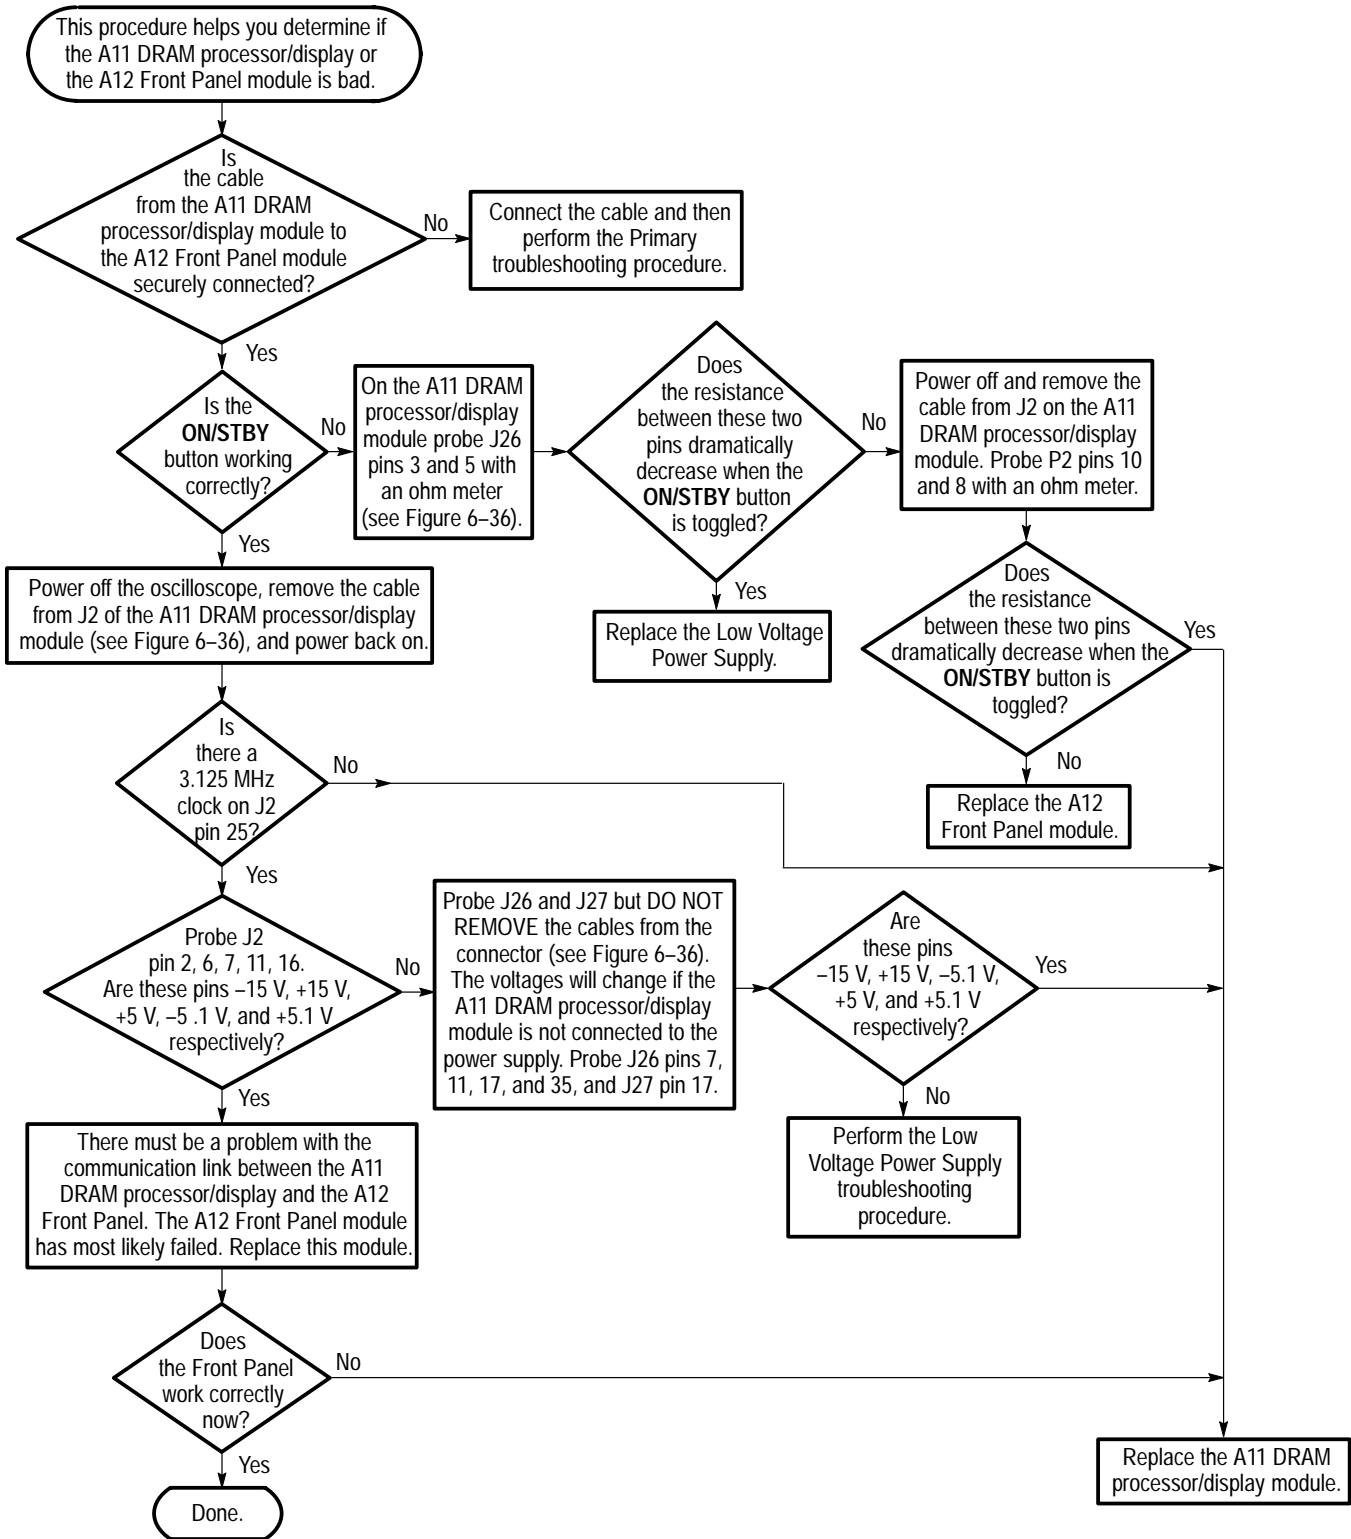 This procedure helps you determine if
the A11 DRAM processor/display or
the A12 Front Panel module is bad.
Is
the cable
from the A11 DRAM
processor/display module to
the A12 Front Panel module
securely connected?
No
Connect the cable and then
perform the Primary
troubleshooting procedure.
Yes
Is the
ON/STBY
button working
correctly?
No
On the A11 DRAM
processor/display
module probe J26
pins 3 and 5 with
an ohm meter
(see Figure 6–36).
Does
the resistance
between these two
pins dramatically
decrease when the
ON/STBY button
is toggled?
No
Power off and remove the
cable from J2 on the A11
DRAM processor/display
module. Probe P2 pins 10
and 8 with an ohm meter.
Yes
Replace the Low Voltage
Power Supply.
Does
the resistance
between these two pins
dramatically decrease when the
ON/STBY button is
toggled?
Yes
No
Replace the A12
Front Panel module.
Yes
Power off the oscilloscope, remove the cable
from J2 of the A11 DRAM processor/display
module (see Figure 6–36), and power back on.
Is
there a
3.125 MHz
clock on J2
pin 25?
No
Yes
Probe J2
pin 2, 6, 7, 11, 16.
Are these pins –15 V, +15 V,
+5 V, –5 .1 V, and +5.1 V
respectively?
No
Probe J26 and J27 but DO NOT
REMOVE the cables from the
connector (see Figure 6–36).
The voltages will change if the
A11 DRAM processor/display
module is not connected to the
power supply. Probe J26 pins 7,
11, 17, and 35, and J27 pin 17.
Are
these pins
–15 V, +15 V, –5.1 V,
+5 V, and +5.1 V
respectively?
Yes
No
Perform the Low
Voltage Power Supply
troubleshooting
procedure.
Yes
There must be a problem with the
communication link between the A11
DRAM processor/display and the A12
Front Panel. The A12 Front Panel module
has most likely failed. Replace this module.
Does
the Front Panel
work correctly
now?
No
Replace the A11 DRAM
processor/display module.
Yes
Done.